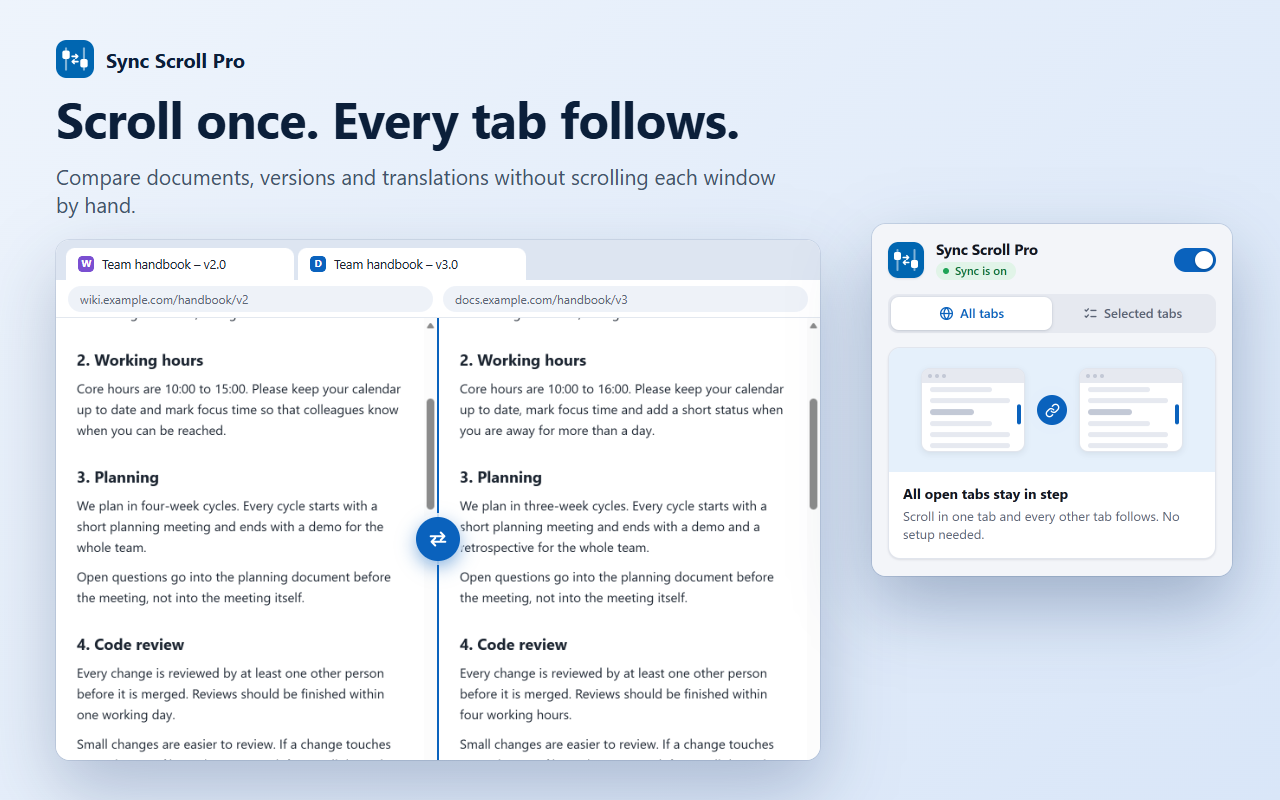 Sync Scroll Pro
Scroll once. Every tab follows.
Compare documents, versions and translations without scrolling each window
by hand.
W Team handbook – v2.0
D Team handbook – v3.0
wiki.example.com/handbook/v2
docs.example.com/handbook/v3
2. Working hours
Core hours are 10:00 to 15:00. Please keep your calendar
up to date and mark focus time so that colleagues know
when you can be reached.
3. Planning
We plan in four-week cycles. Every cycle starts with a
short planning meeting and ends with a demo for the
whole team.
Open questions go into the planning document before
the meeting, not into the meeting itself.
4. Code review
Every change is reviewed by at least one other person
before it is merged. Reviews should be finished within
one working day.
Small changes are easier to review. If a change touches
2. Working hours
Core hours are 10:00 to 16:00. Please keep your calendar
up to date, mark focus time and add a short status when
you are away for more than a day.
3. Planning
We plan in three-week cycles. Every cycle starts with a
short planning meeting and ends with a demo and a
retrospective for the whole team.
Open questions go into the planning document before
the meeting, not into the meeting itself.
4. Code review
Every change is reviewed by at least one other person
before it is merged. Reviews should be finished within
four working hours.
Small changes are easier to review. If a change touches
Sync Scroll Pro
Sync is on
All tabs
Selected tabs
All open tabs stay in step
Scroll in one tab and every other tab follows. No
setup needed.